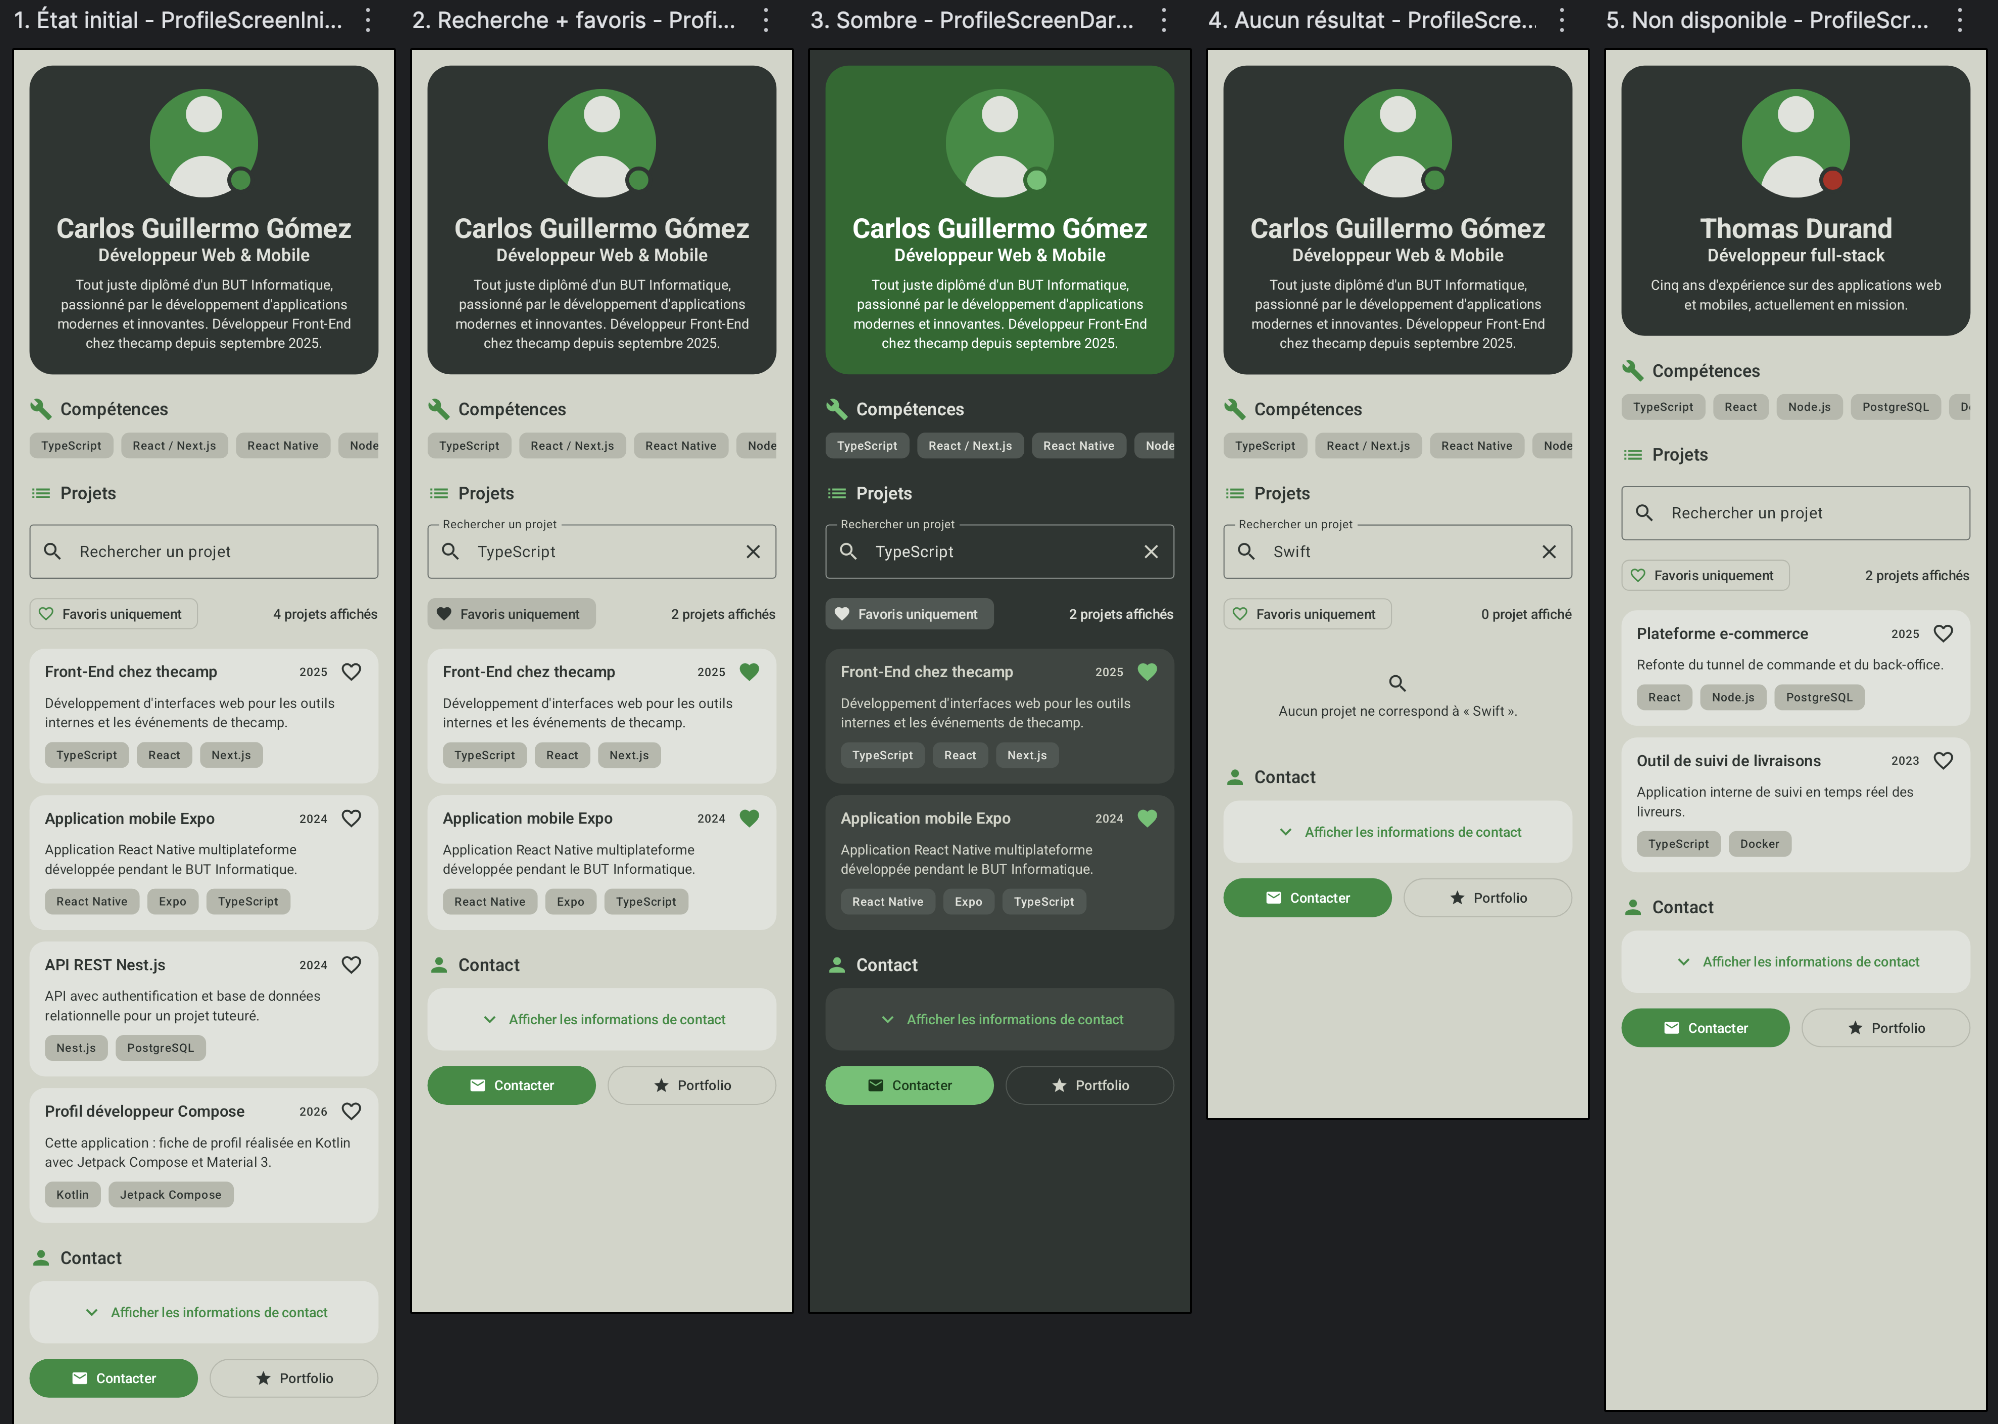 1. État initial - ProfileScreenIni...
Carlos Guillermo Gómez
Développeur Web & Mobile
Tout juste diplômé d'un BUT Informatique,
passionné par le développement d'applications
modernes et innovantes. Développeur Front-End
chez thecamp depuis septembre 2025.
Compétences
TypeScript
React / Next.js
React Native
Node
Projets
Rechercher un projet
Favoris uniquement
4 projets affichés
Front-End chez thecamp
2025
Développement d'interfaces web pour les outils
internes et les événements de thecamp.
TypeScript
React
Next.js
Application mobile Expo
2024
Application React Native multiplateforme
développée pendant le BUT Informatique.
React Native
Expo
TypeScript
API REST Nest.js
2024
API avec authentification et base de données
relationnelle pour un projet tuteuré.
Nest.js
PostgreSQL
Profil développeur Compose
2026
Cette application : fiche de profil réalisée en Kotlin
avec Jetpack Compose et Material 3.
Kotlin
Jetpack Compose
Contact
Afficher les informations de contact
Contacter
Portfolio
2. Recherche + favoris - Profi...
Carlos Guillermo Gómez
Développeur Web & Mobile
Tout juste diplômé d'un BUT Informatique,
passionné par le développement d'applications
modernes et innovantes. Développeur Front-End
chez thecamp depuis septembre 2025.
Compétences
TypeScript
React / Next.js
React Native
Node
Projets
Rechercher un projet
TypeScript
Favoris uniquement
2 projets affichés
Front-End chez thecamp
2025
Développement d'interfaces web pour les outils
internes et les événements de thecamp.
TypeScript
React
Next.js
Application mobile Expo
2024
Application React Native multiplateforme
développée pendant le BUT Informatique.
React Native
Expo
TypeScript
Contact
Afficher les informations de contact
Contacter
Portfolio
3. Sombre - ProfileScreenDar...
Carlos Guillermo Gómez
Développeur Web & Mobile
Tout juste diplômé d'un BUT Informatique,
passionné par le développement d'applications
modernes et innovantes. Développeur Front-End
chez thecamp depuis septembre 2025.
Compétences
TypeScript
React / Next.js
React Native
Node
Projets
Rechercher un projet
TypeScript
Favoris uniquement
2 projets affichés
Front-End chez thecamp
2025
Développement d'interfaces web pour les outils
internes et les événements de thecamp.
TypeScript
React
Next.js
Application mobile Expo
2024
Application React Native multiplateforme
développée pendant le BUT Informatique.
React Native
Expo
TypeScript
Contact
Afficher les informations de contact
Contacter
Portfolio
4. Aucun résultat - ProfileScre...
Carlos Guillermo Gómez
Développeur Web & Mobile
Tout juste diplômé d'un BUT Informatique,
passionné par le développement d'applications
modernes et innovantes. Développeur Front-End
chez thecamp depuis septembre 2025.
Compétences
TypeScript
React / Next.js
React Native
Node
Projets
Rechercher un projet
Swift
Favoris uniquement
0 projet affiché
Aucun projet ne correspond à « Swift ».
Contact
Afficher les informations de contact
Contacter
Portfolio
5. Non disponible - ProfileScr...
Thomas Durand
Développeur full-stack
Cinq ans d'expérience sur des applications web
et mobiles, actuellement en mission.
Compétences
TypeScript
React
Node.js
PostgreSQL
Projets
Rechercher un projet
Favoris uniquement
2 projets affichés
Plateforme e-commerce
2025
Refonte du tunnel de commande et du back-office.
React
Node.js
PostgreSQL
Outil de suivi de livraisons
2023
Application interne de suivi en temps réel des
livreurs.
TypeScript
Docker
Contact
Afficher les informations de contact
Contacter
Portfolio